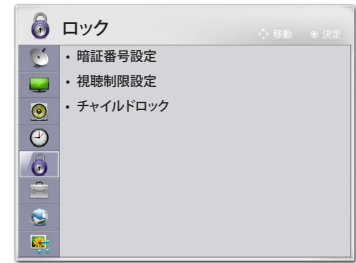 ロック
移動 決定
・暗証番号設定
・視聴制限設定
・チャイルドロック